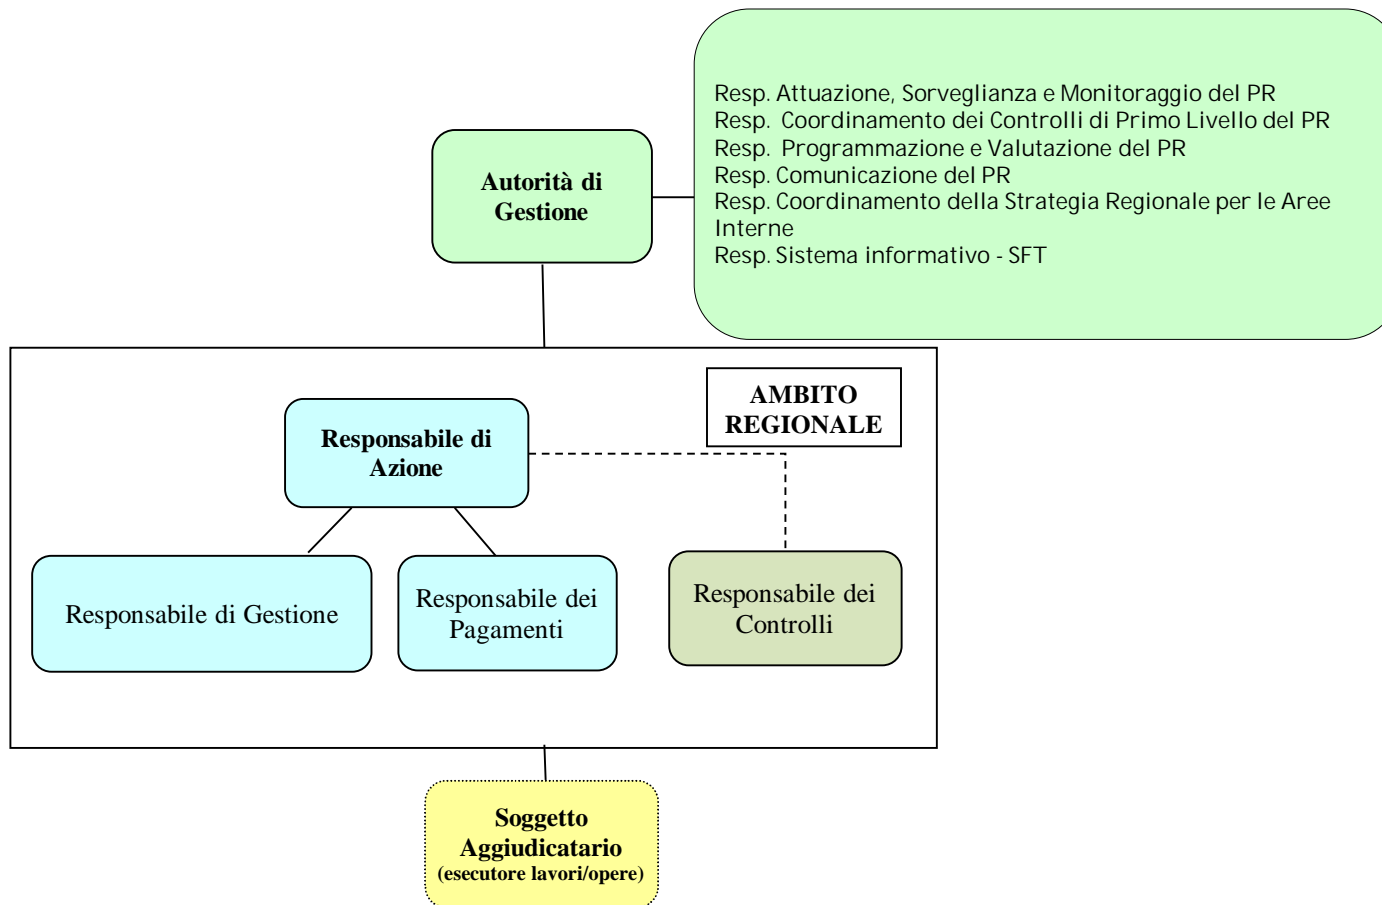 Resp. Attuazione, Sorveglianza e Monitoraggio del PR
Resp. Coordinamento dei Controlli di Primo Livello del PR
Resp. Programmazione e Valutazione del PR
Resp. Comunicazione del PR
Resp. Coordinamento della Strategia Regionale per le Aree
Interne
Resp. Sistema informativo - SFT
Autorità di
Gestione
AMBITO
REGIONALE
Responsabile di
Azione
Responsabile di Gestione
Responsabile dei
Pagamenti
Responsabile dei
Controlli
Soggetto
Aggiudicatario
(esecutore lavori/opere)